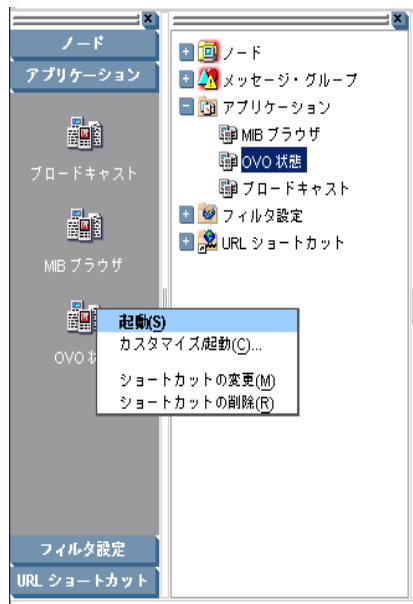 ノード
アプリケーション
ブロードキャスト
MIB ブラウザ
OVO 状
フィルタ設定
URL ショートカット
ノード
メッセージ・グループ
アプリケーション
MIB ブラウザ
OVO 状態
ブロードキャスト
フィルタ設定
URL ショートカット
起動(S)
カスタマイズ/起動(C)...
ショートカットの変更(M)
ショートカットの削除(R)